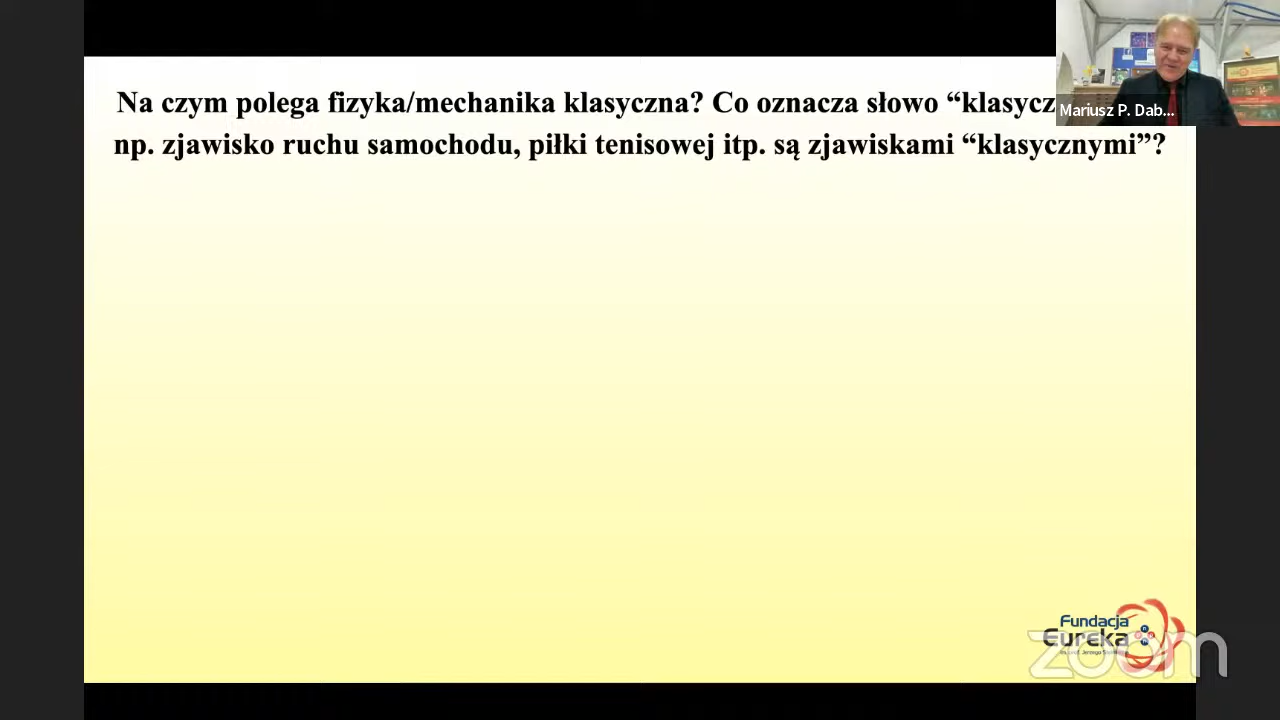 Na czym polega fizyka/mechanika klasyczna? Co oznacza słowo “klasycz
np. zjawisko ruchu samochodu, piłki tenisowej itp. są zjawiskami “klasycznymi”?
Mariusz P. Dab...
Fundacja
Eureka
zoom